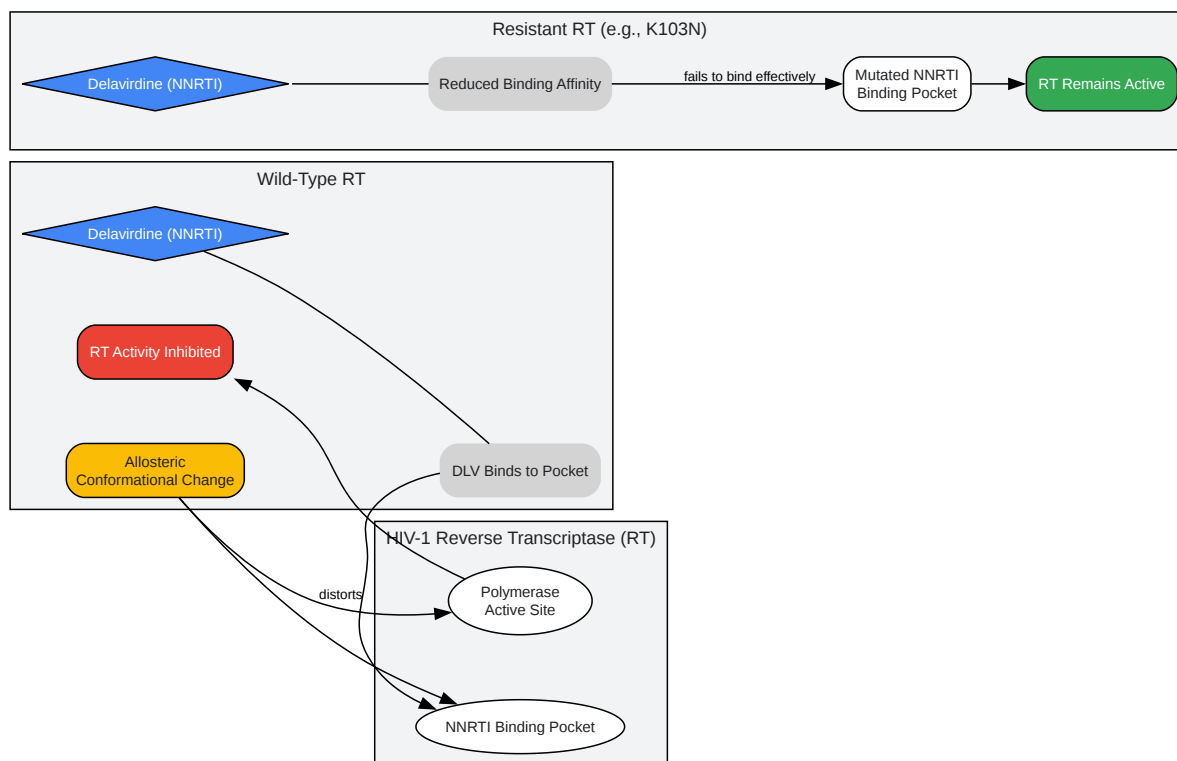 Resistant RT (e.g., K103N)
Delavirdine (NNRTI)
Reduced Binding Affinity
fails to bind effectively
Mutated NNRTI
Binding Pocket
RT Remains Active
Wild-Type RT
Delavirdine (NNRTI)
RT Activity Inhibited
Allosteric
Conformational Change
DLV Binds to Pocket
HIV-1 Reverse Transcriptase (RT)
distorts
Polymerase
Active Site
NNRTI Binding Pocket